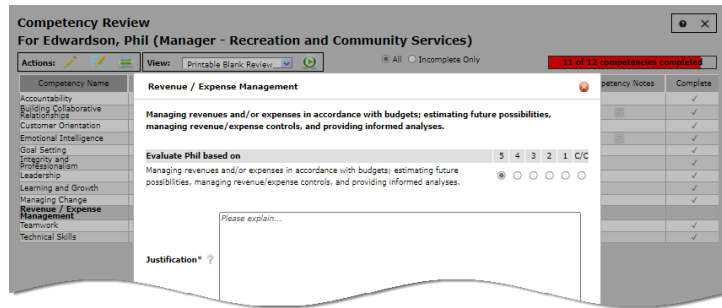 Competency Review
For Edwardson, Phil (Manager - Recreation and Community Services)
Actions:
View:
Printable Blank Review
All
Incomplete Only
11 of 12 competencies completed
Competency Name
petency Notes
Complete
Accountability
Building Collaborative
Relationships
Customer Orientation
Emotional Intelligence
Goal Setting
Integrity and
Professionalism
Leadership
Learning and Growth
Managing Change
Revenue / Expense
Management
Teamwork
Technical Skills
Revenue / Expense Management
Managing revenues and/or expenses in accordance with budgets; estimating future possibilities,
managing revenue/expense controls, and providing informed analyses.
Evaluate Phil based on
5 4 3 2 1 C/C
Managing revenues and/or expenses in accordance with budgets; estimating future
possibilities, managing revenue/expense controls, and providing informed analyses.
Please explain...
Justification* ?